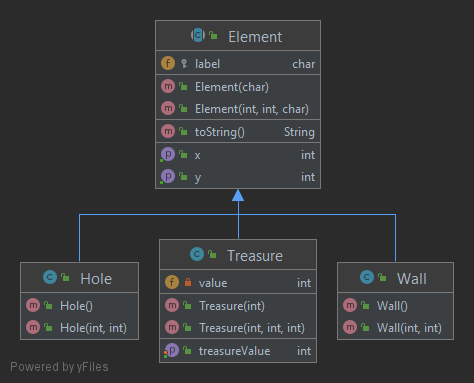 Element
label char
Element(char)
Element(int, int, char)
toString() String
x int
y int
Hole
Hole()
Hole(int, int)
Treasure
value int
Treasure(int)
Treasure(int, int, int)
treasureValue int
Wall
Wall()
Wall(int, int)
Powered by yFiles